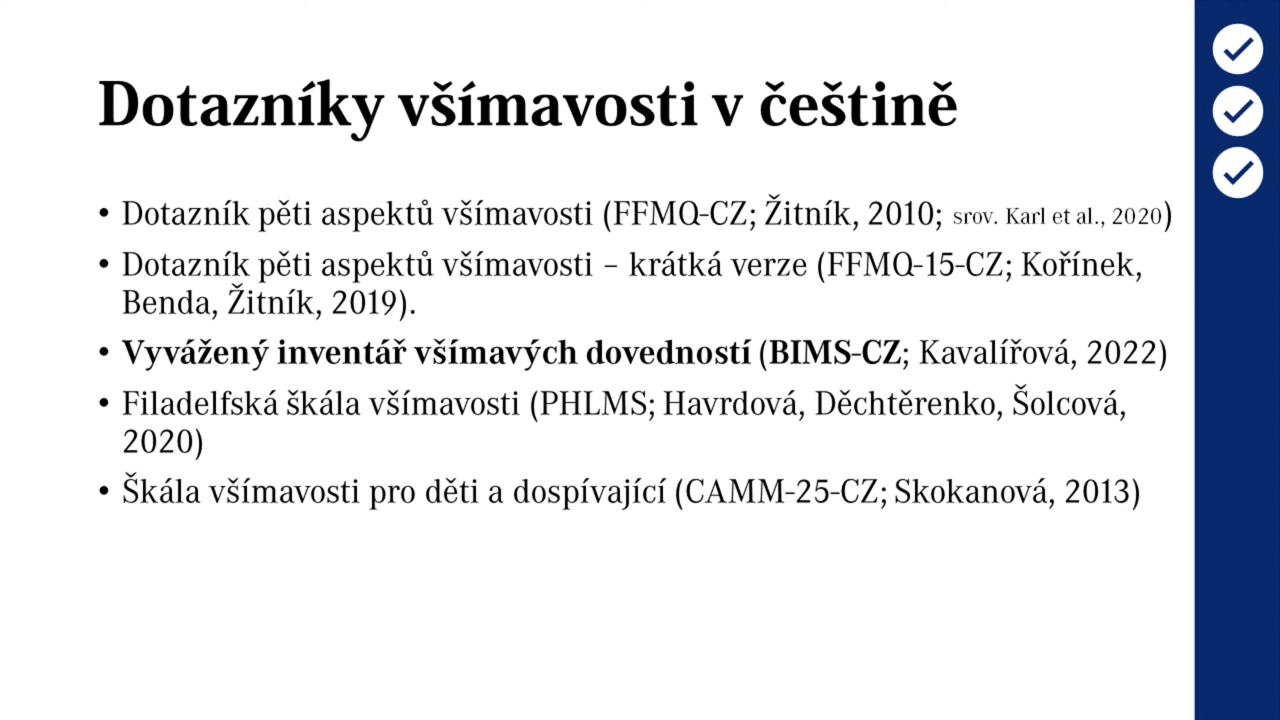 Dotazníky všímavosti v češtině
• Dotazník pěti aspektů všímavosti (FFMQ-CZ; Žitník, 2010; srov. Karl et al., 2020)
• Dotazník pěti aspektů všímavosti – krátká verze (FFMQ-15-CZ; Kořínek,
Benda, Žitník, 2019).
• Vyvážený inventář všímavých dovedností (BIMS-CZ; Kavalířová, 2022)
• Filadelfská škála všímavosti (PHLMS; Havrdová, Děchtěrenko, Šolcová,
2020)
• Škála všímavosti pro děti a dospívající (CAMM-25-CZ; Skokanová, 2013)